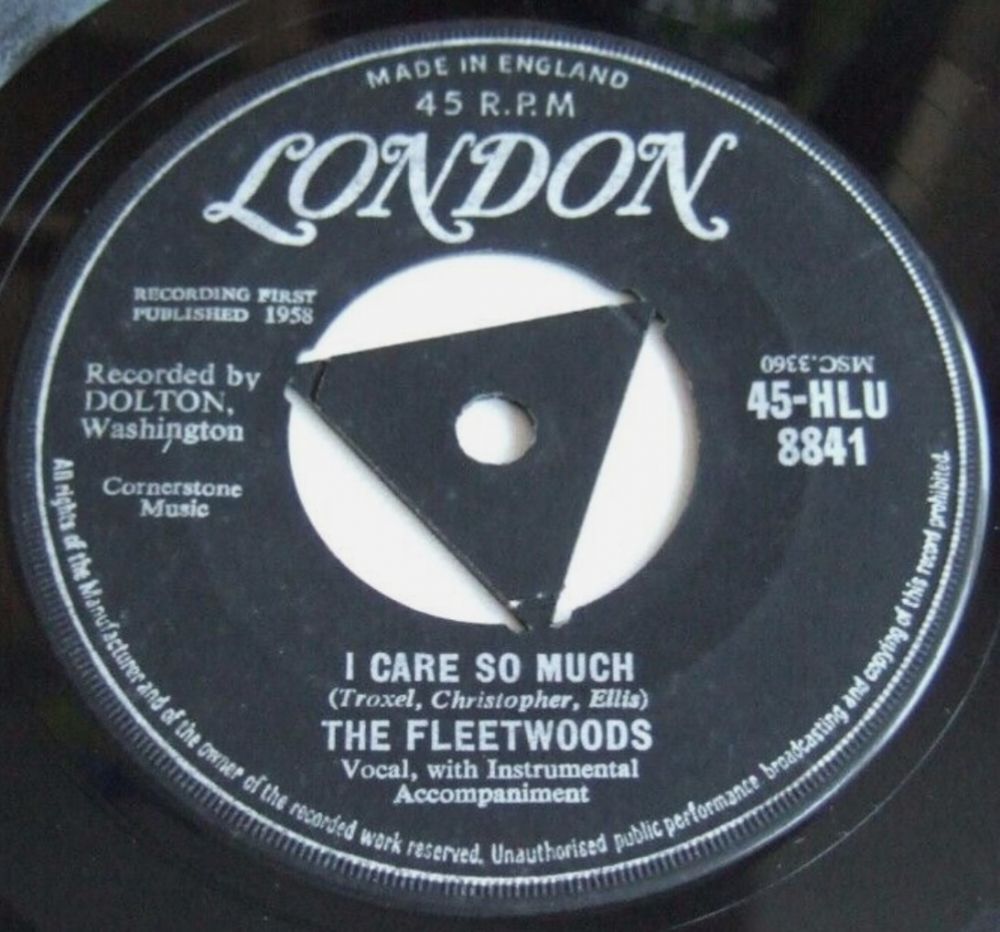 MADE IN ENGLAND
45 R.P.M
LONDON
RECORDING FIRST
PUBLISHED 1958
Recorded by
DOLTON,
Washington
Cornerstone
Music
MSC.3360
45-HLU
8841
I CARE SO MUCH
(Troxel, Christopher, Ellis)
THE FLEETWOODS
Vocal, with Instrumental
Accompaniment
All rights of the Manufacturer and of the owner of the recorded work reserved. Unauthorised public performance broadcasting and copying of this record prohibited.